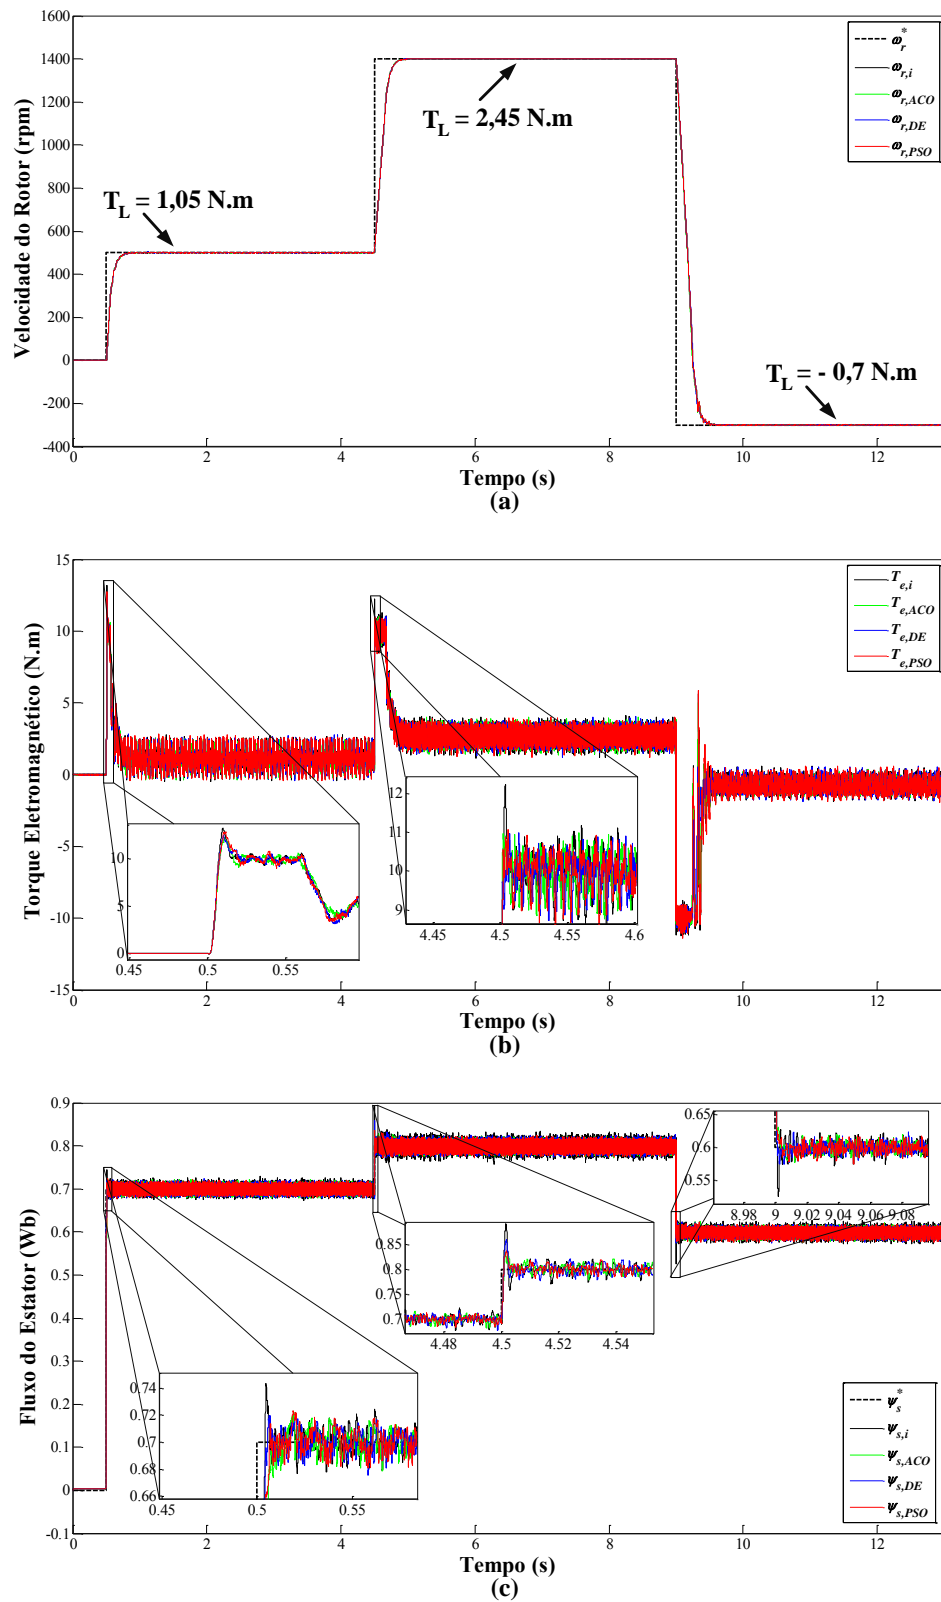 1600
1400
1200
1000
800
600
400
200
0
-200
-400
Velocidade do Rotor (rpm)
T_L = 1,05 N.m
T_L = 2,45 N.m
T_L = - 0,7 N.m
ω_r^*
ω_r,i
ω_r,ACO
ω_r,DE
ω_r,PSO
0 2 4 6 8 10 12
Tempo (s)
(a)
15
10
5
0
-5
-10
-15
Torque Eletromagnético (N.m)
T_e,i
T_e,ACO
T_e,DE
T_e,PSO
10
5
0
0.45 0.5 0.55
12
11
10
9
4.45 4.5 4.55 4.6
0 2 4 6 8 10 12
Tempo (s)
(b)
0.9
0.8
0.7
0.6
0.5
0.4
0.3
0.2
0.1
0
-0.1
Fluxo do Estator (Wb)
0.65
0.6
0.55
8.98 9 9.02 9.04 9.06 9.08
0.85
0.8
0.75
0.7
4.48 4.5 4.52 4.54
0.74
0.72
0.7
0.68
0.66
0.45 0.5 0.55
ψ_s^*
ψ_s,i
ψ_s,ACO
ψ_s,DE
ψ_s,PSO
0 2 4 6 8 10 12
Tempo (s)
(c)